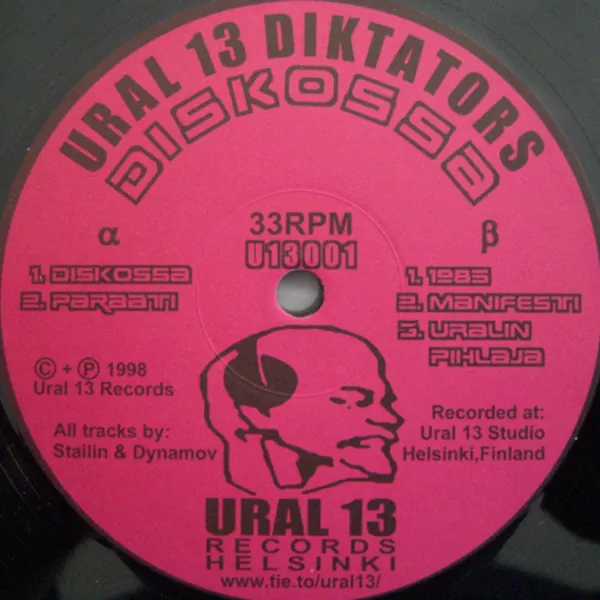 URAL 13 DIKTATORS
DISKOSSA
α
33RPM
β
U13001
1. DISKOSSA
2. PARAATI
1. 1985
2. MANIFESTI
3. URALIN
PIHLAJA
© + ℗ 1998
Ural 13 Records
All tracks by:
Stailin & Dynamov
Recorded at:
Ural 13 Studio
Helsinki,Finland
URAL 13
RECORDS
HELSINKI
www.tie.to/ural13/